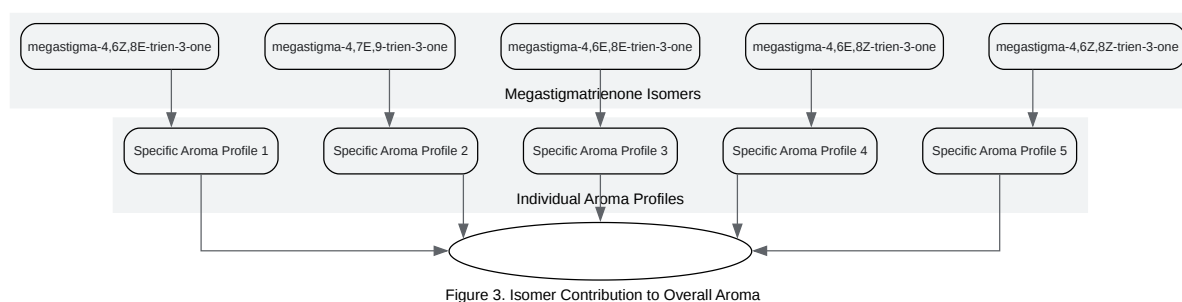 megastigma-4,6Z,8E-trien-3-one
megastigma-4,7E,9-trien-3-one
megastigma-4,6E,8E-trien-3-one
megastigma-4,6E,8Z-trien-3-one
megastigma-4,6Z,8Z-trien-3-one
Megastigmatrienone Isomers
Specific Aroma Profile 1
Specific Aroma Profile 2
Specific Aroma Profile 3
Specific Aroma Profile 4
Specific Aroma Profile 5
Individual Aroma Profiles
Figure 3. Isomer Contribution to Overall Aroma